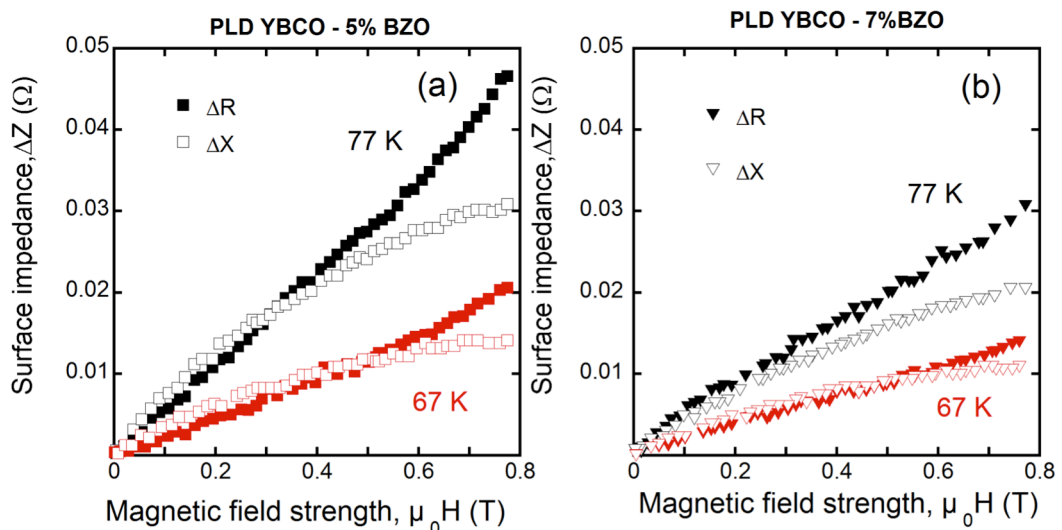 PLD YBCO - 5% BZO
Surface impedance,ΔZ (Ω)
0.05
0.04
0.03
0.02
0.01
0
0.2
0.4
0.6
0.8
(a)
ΔR
ΔX
77 K
67 K
Magnetic field strength, μ₀H (T)
PLD YBCO - 7%BZO
Surface impedance,ΔZ (Ω)
0.05
0.04
0.03
0.02
0.01
0
0.2
0.4
0.6
0.8
(b)
ΔR
ΔX
77 K
67 K
Magnetic field strength, μ₀H (T)